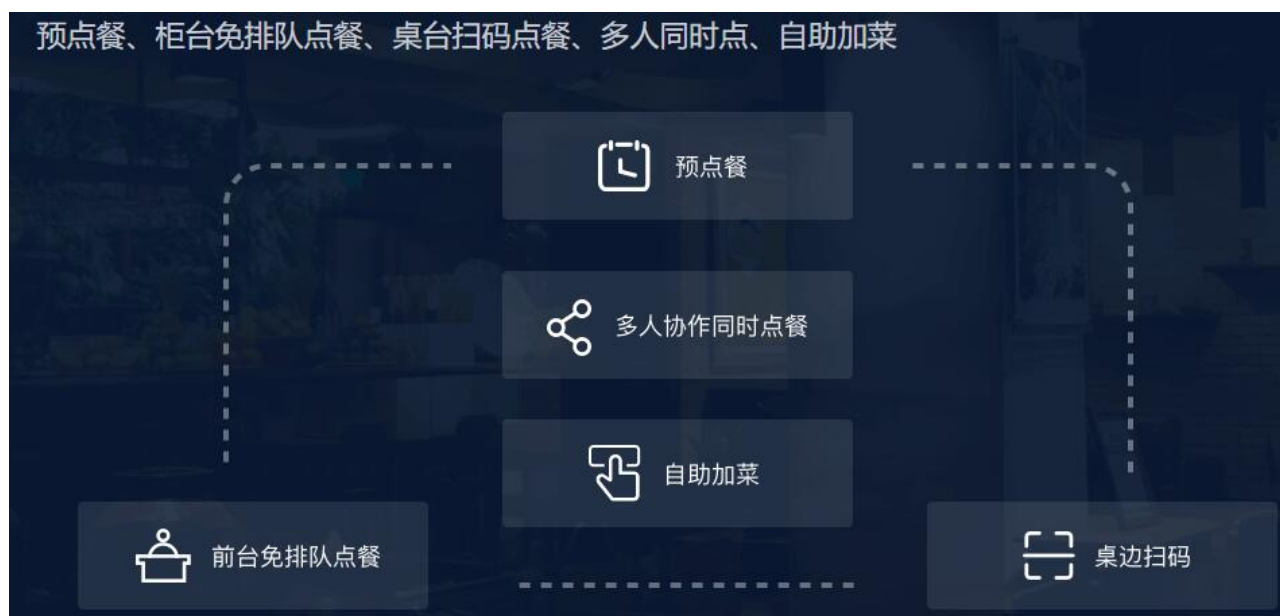 预点餐、柜台免排队点餐、桌台扫码点餐、多人同时点、自助加菜
预点餐
多人协作同时点餐
自助加菜
前台免排队点餐
桌边扫码